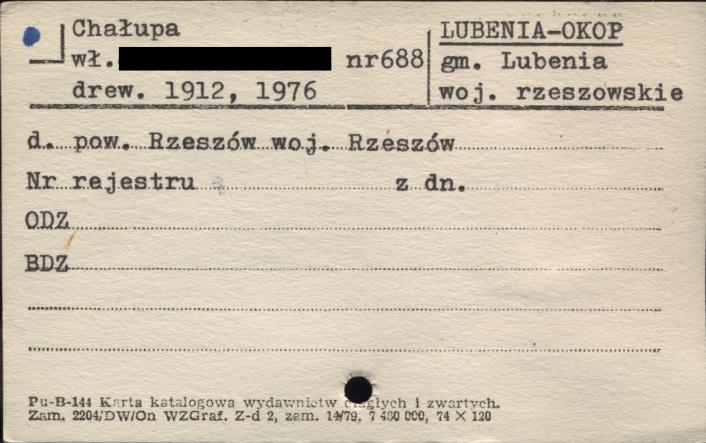 Chałupa
wł. nr688
drew. 1912, 1976
LUBENIA-OKOP
gm. Lubenia
woj. rzeszowskie
d. pow. Rzeszów woj. Rzeszów
Nr rejestru z dn.
ODZ
BDZ
Pu-B-144 Karta katalogowa wydawnictw ciągłych i zwartych.
Zam. 2204/DW/On WZGraf. Z-d 2, zam. 14/79, 7 480 000, 74 × 120